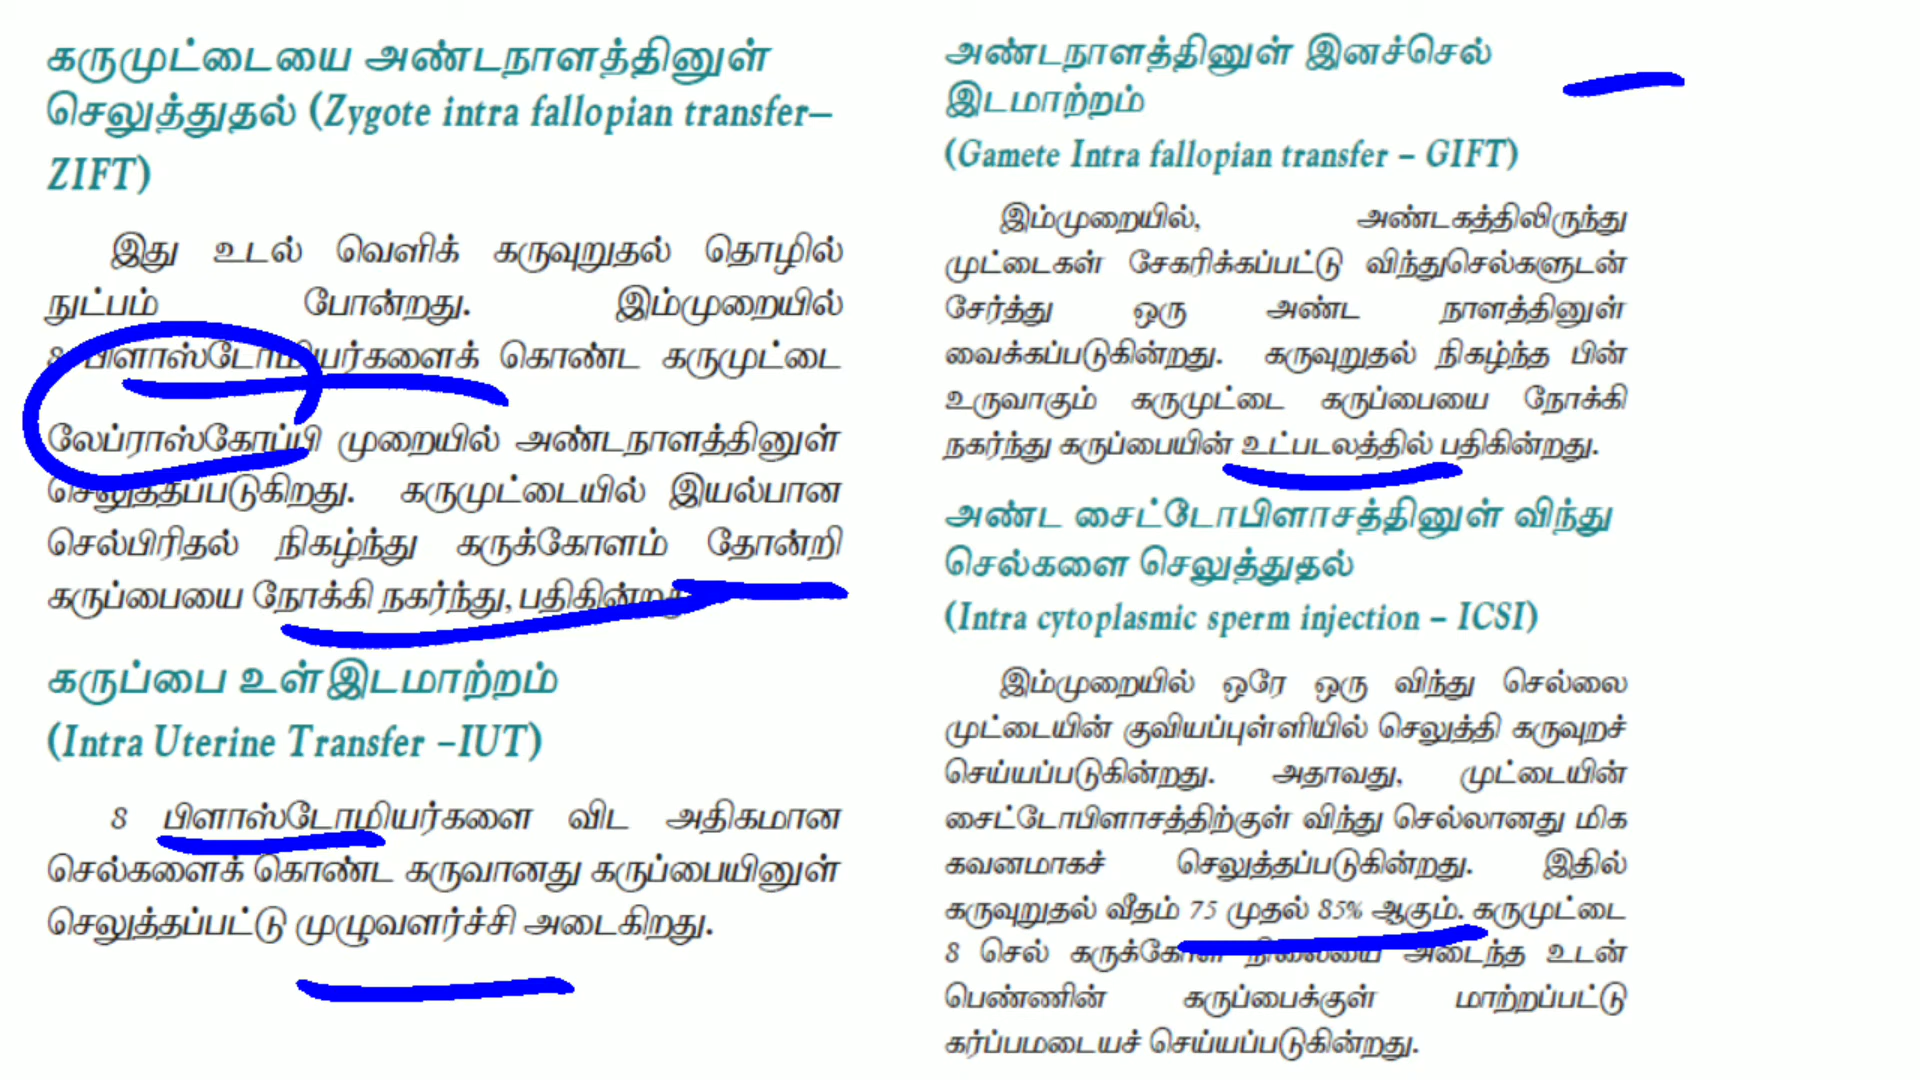 கருமுட்டையை அண்டநாளத்தினுள்
செலுத்துதல் (Zygote intra fallopian transfer–
ZIFT)
இது உடல் வெளிக் கருவுறுதல் தொழில்
நுட்பம் போன்றது. இம்முறையில்
8 பிளாஸ்டோமியர்களைக் கொண்ட கருமுட்டை
லேப்ராஸ்கோப்பி முறையில் அண்டநாளத்தினுள்
செலுத்தப்படுகிறது. கருமுட்டையில் இயல்பான
செல்பிரிதல் நிகழ்ந்து கருக்கோளம் தோன்றி
கருப்பையை நோக்கி நகர்ந்து, பதிகின்றது
கருப்பை உள்இடமாற்றம்
(Intra Uterine Transfer –IUT)
8 பிளாஸ்டோமியர்களை விட அதிகமான
செல்களைக் கொண்ட கருவானது கருப்பையினுள்
செலுத்தப்பட்டு முழுவளர்ச்சி அடைகிறது.
அண்டநாளத்தினுள் இனச்செல்
இடமாற்றம்
(Gamete Intra fallopian transfer – GIFT)
இம்முறையில், அண்டகத்திலிருந்து
முட்டைகள் சேகரிக்கப்பட்டு விந்துசெல்களுடன்
சேர்த்து ஒரு அண்ட நாளத்தினுள்
வைக்கப்படுகின்றது. கருவுறுதல் நிகழ்ந்த பின்
உருவாகும் கருமுட்டை கருப்பையை நோக்கி
நகர்ந்து கருப்பையின் உட்படலத்தில் பதிகின்றது.
அண்ட சைட்டோபிளாசத்தினுள் விந்து
செல்களை செலுத்துதல்
(Intra cytoplasmic sperm injection – ICSI)
இம்முறையில் ஒரே ஒரு விந்து செல்லை
முட்டையின் குவியப்புள்ளியில் செலுத்தி கருவுறச்
செய்யப்படுகின்றது. அதாவது, முட்டையின்
சைட்டோபிளாசத்திற்குள் விந்து செல்லானது மிக
கவனமாகச் செலுத்தப்படுகின்றது. இதில்
கருவுறுதல் வீதம் 75 முதல் 85% ஆகும். கருமுட்டை
8 செல் கருக்கோள நிலையை அடைந்த உடன்
பெண்ணின் கருப்பைக்குள் மாற்றப்பட்டு
கர்ப்பமடையச் செய்யப்படுகின்றது.